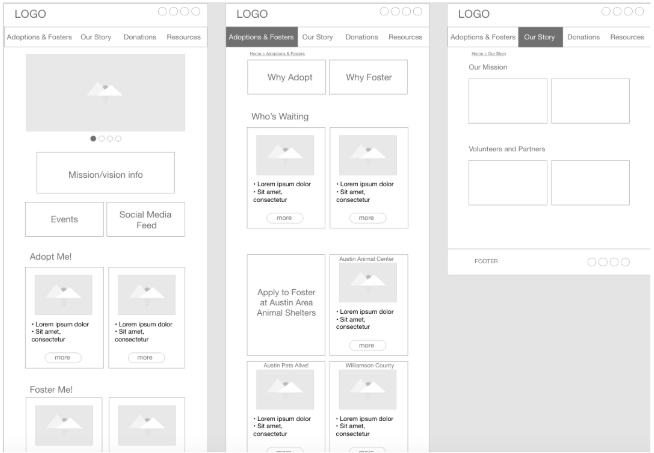 LOGO
Adoptions & Fosters Our Story Donations Resources
Mission/vision info
Events
Social Media
Feed
Adopt Me!
• Lorem ipsum dolor
• Sit amet,
consectetur
more
• Lorem ipsum dolor
• Sit amet,
consectetur
more
Foster Me!
LOGO
Adoptions & Fosters Our Story Donations Resources
Home > Adoptions & Fosters
Why Adopt
Why Foster
Who's Waiting
• Lorem ipsum dolor
• Sit amet,
consectetur
more
• Lorem ipsum dolor
• Sit amet,
consectetur
more
Apply to Foster
at Austin Area
Animal Shelters
Austin Animal Center
• Lorem ipsum dolor
• Sit amet,
consectetur
more
Austin Pets Alive!
• Lorem ipsum dolor
• Sit amet,
consectetur
more
Williamson County
• Lorem ipsum dolor
• Sit amet,
consectetur
more
LOGO
Adoptions & Fosters Our Story Donations Resources
Home > Our Story
Our Mission
Volunteers and Partners
FOOTER